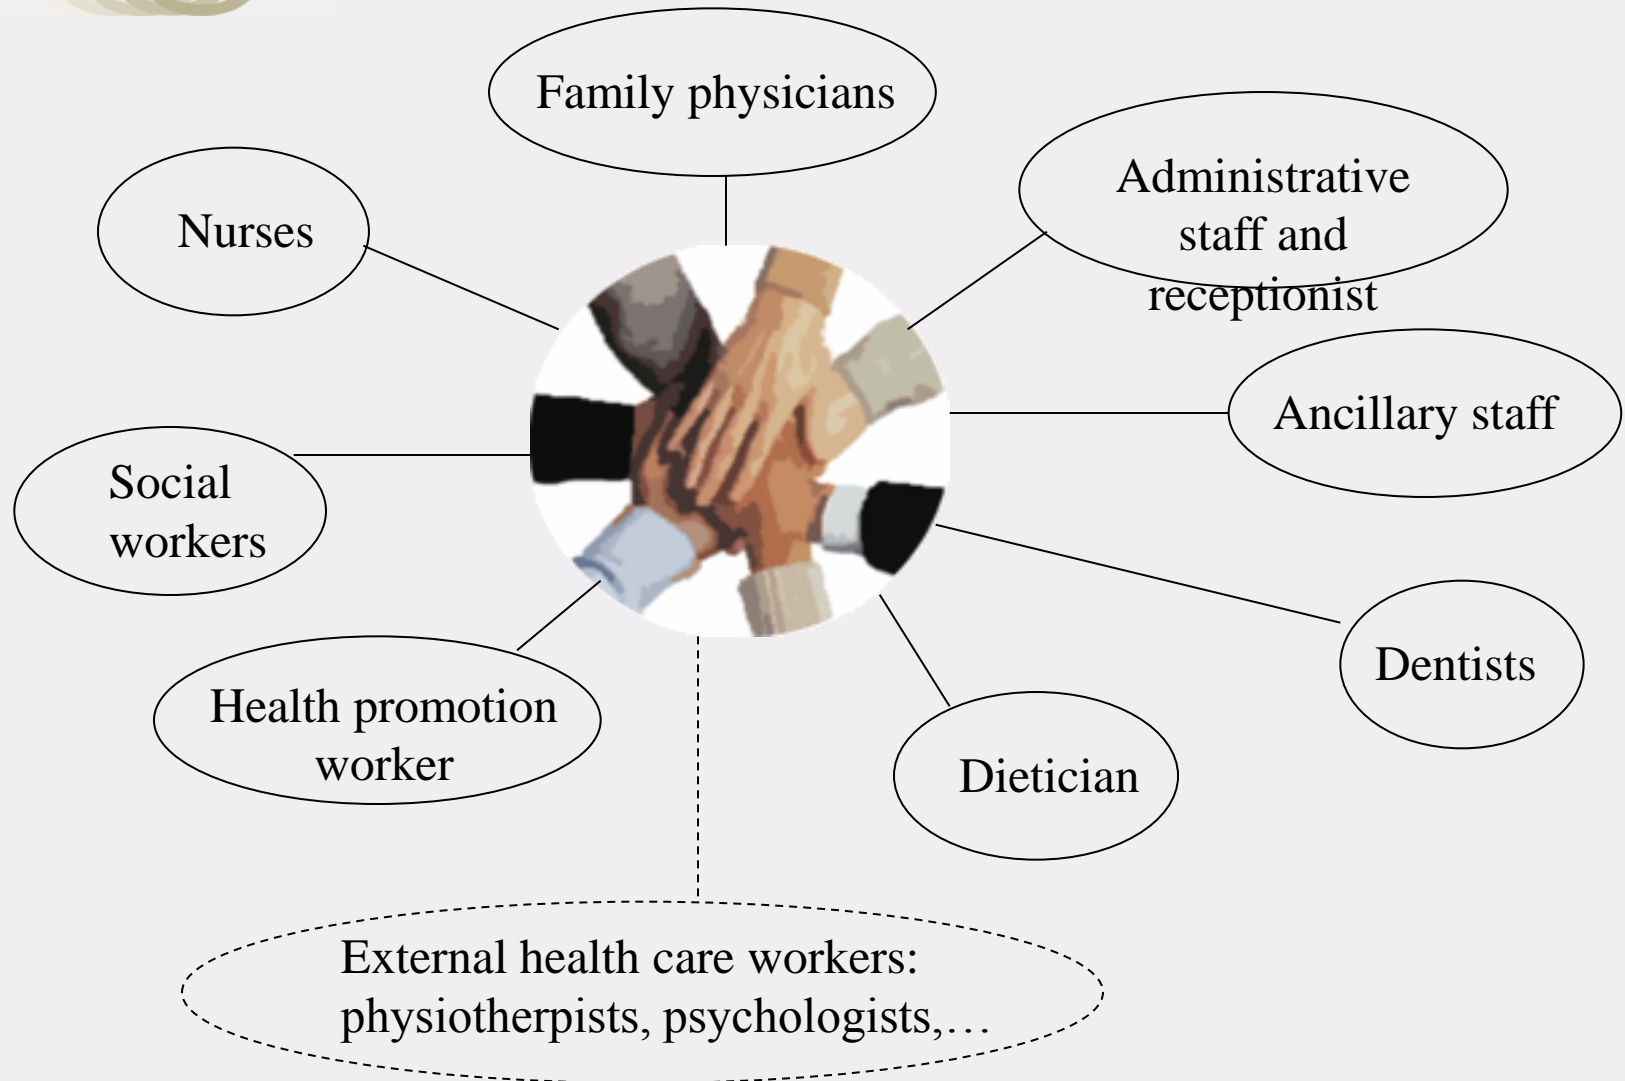 Family physicians
Administrative
staff and
receptionist
Nurses
Ancillary staff
Social
workers
Dentists
Health promotion
worker
Dietician
External health care workers:
physiotherpists, psychologists,…